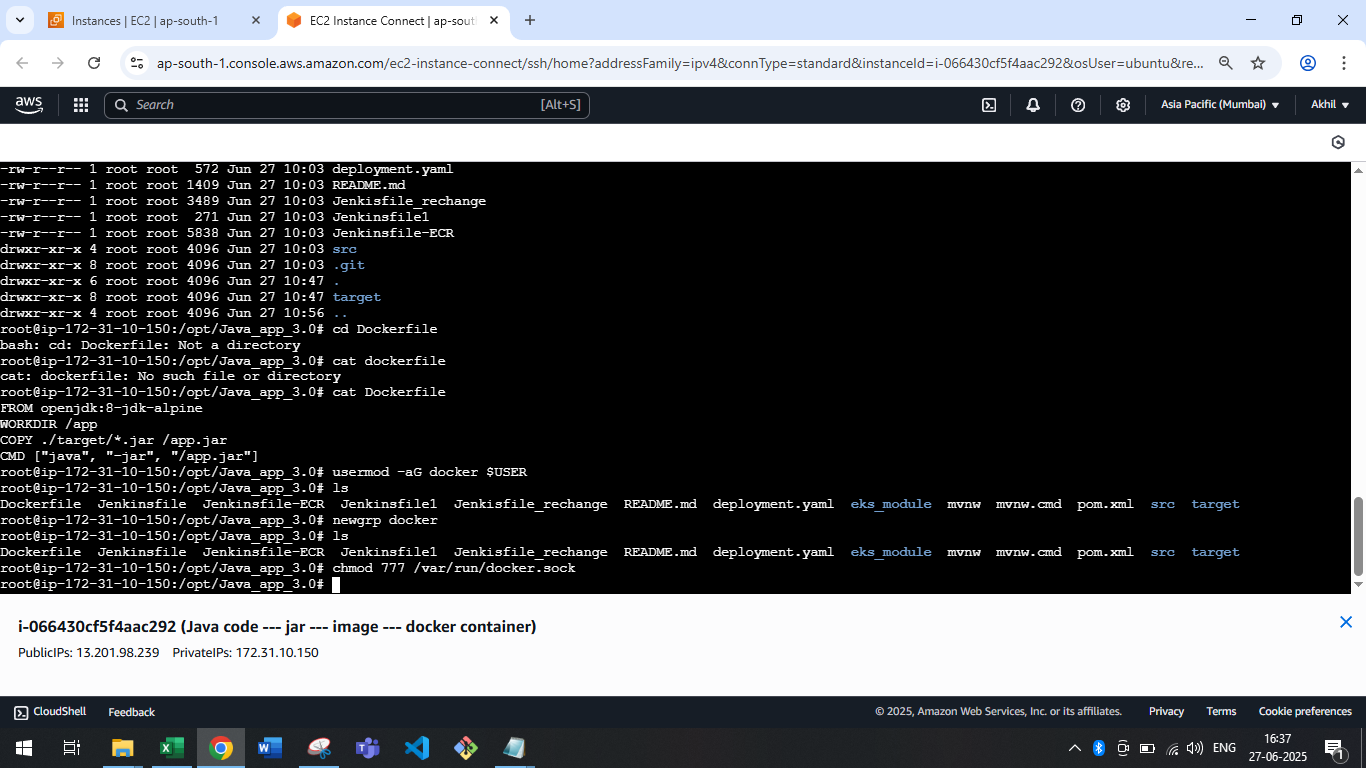 Instances | EC2 | ap-south-1
EC2 Instance Connect | ap-sout
ap-south-1.console.aws.amazon.com/ec2-instance-connect/ssh/home?addressFamily=ipv4&connType=standard&instanceId=i-066430cf5f4aac292&osUser=ubuntu&re...
aws Search [Alt+S] Asia Pacific (Mumbai) Akhil
-rw-r--r-- 1 root root  572 Jun 27 10:03 deployment.yaml
-rw-r--r-- 1 root root 1409 Jun 27 10:03 README.md
-rw-r--r-- 1 root root 3489 Jun 27 10:03 Jenkisfile_rechange
-rw-r--r-- 1 root root  271 Jun 27 10:03 Jenkinsfile1
-rw-r--r-- 1 root root 5838 Jun 27 10:03 Jenkinsfile-ECR
drwxr-xr-x 4 root root 4096 Jun 27 10:03 src
drwxr-xr-x 8 root root 4096 Jun 27 10:03 .git
drwxr-xr-x 6 root root 4096 Jun 27 10:47 .
drwxr-xr-x 8 root root 4096 Jun 27 10:47 target
drwxr-xr-x 4 root root 4096 Jun 27 10:56 ..
root@ip-172-31-10-150:/opt/Java_app_3.0# cd Dockerfile
bash: cd: Dockerfile: Not a directory
root@ip-172-31-10-150:/opt/Java_app_3.0# cat dockerfile
cat: dockerfile: No such file or directory
root@ip-172-31-10-150:/opt/Java_app_3.0# cat Dockerfile
FROM openjdk:8-jdk-alpine
WORKDIR /app
COPY ./target/*.jar /app.jar
CMD ["java", "-jar", "/app.jar"]
root@ip-172-31-10-150:/opt/Java_app_3.0# usermod -aG docker $USER
root@ip-172-31-10-150:/opt/Java_app_3.0# ls
Dockerfile  Jenkinsfile  Jenkinsfile-ECR  Jenkinsfile1  Jenkisfile_rechange  README.md  deployment.yaml  eks_module  mvnw  mvnw.cmd  pom.xml  src  target
root@ip-172-31-10-150:/opt/Java_app_3.0# newgrp docker
root@ip-172-31-10-150:/opt/Java_app_3.0# ls
Dockerfile  Jenkinsfile  Jenkinsfile-ECR  Jenkinsfile1  Jenkisfile_rechange  README.md  deployment.yaml  eks_module  mvnw  mvnw.cmd  pom.xml  src  target
root@ip-172-31-10-150:/opt/Java_app_3.0# chmod 777 /var/run/docker.sock
root@ip-172-31-10-150:/opt/Java_app_3.0#
i-066430cf5f4aac292 (Java code --- jar --- image --- docker container)
PublicIPs: 13.201.98.239 PrivateIPs: 172.31.10.150
CloudShell Feedback © 2025, Amazon Web Services, Inc. or its affiliates. Privacy Terms Cookie preferences
ENG 16:37
27-06-2025 1